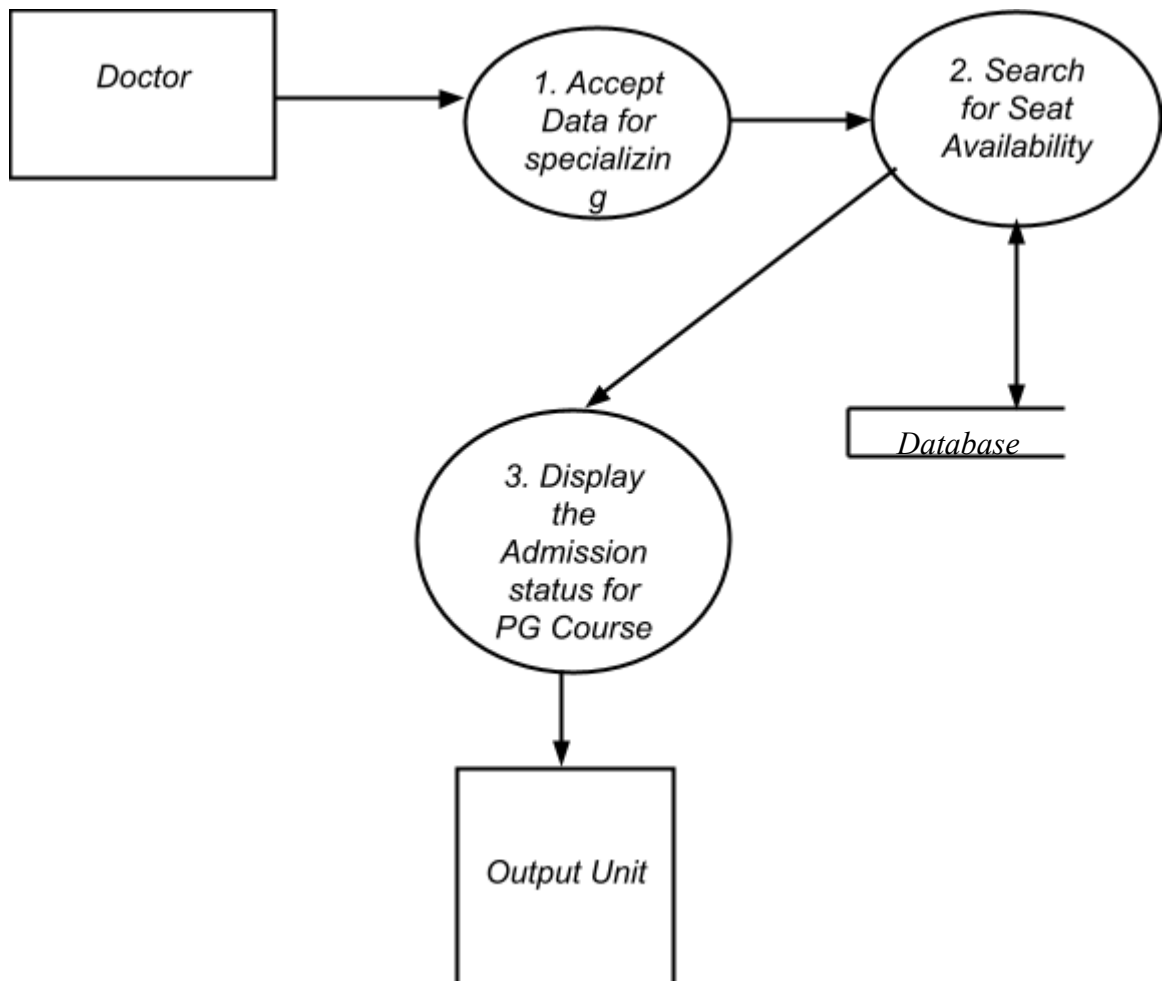 Doctor
1. Accept
Data for
specializin
g
2. Search
for Seat
Availability
Database
3. Display
the
Admission
status for
PG Course
Output Unit